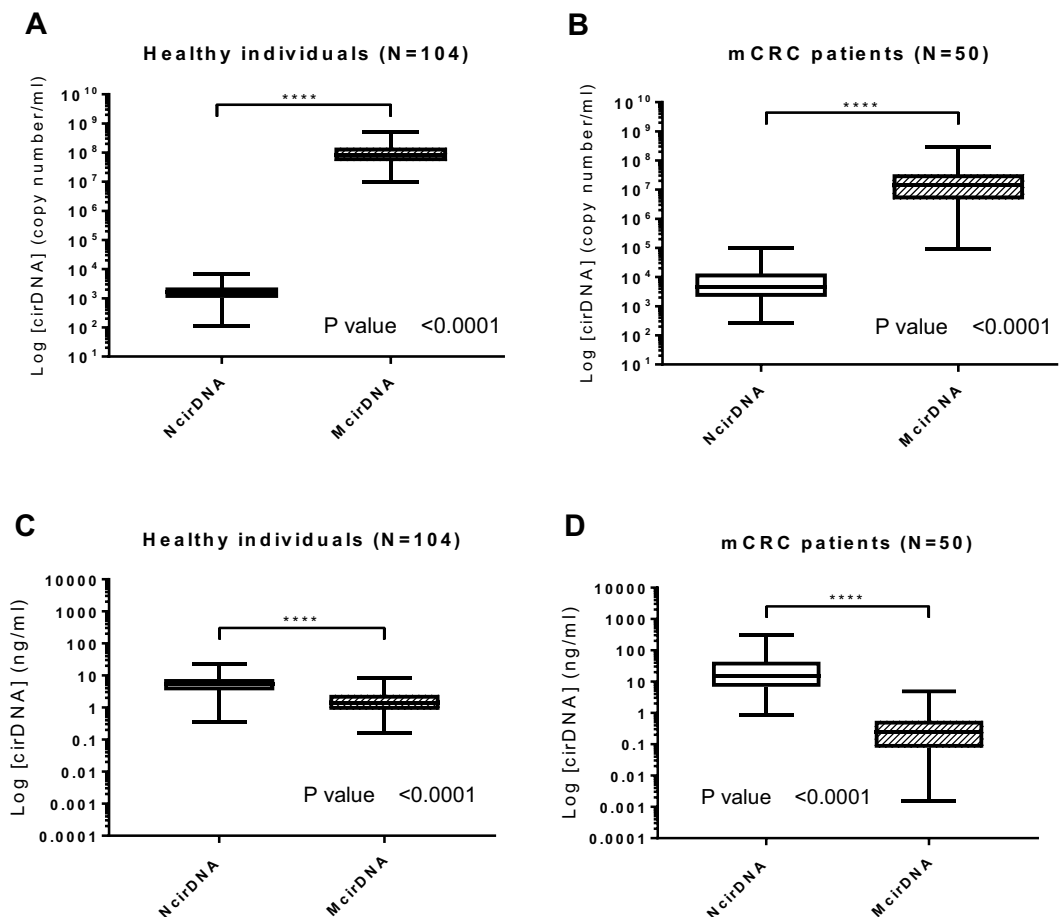 A
Healthy individuals (N=104)
Log [cirDNA] (copy number/ml)
10^10
10^9
10^8
10^7
10^6
10^5
10^4
10^3
10^2
10^1
****
P value <0.0001
NcirDNA
McirDNA
B
mCRC patients (N=50)
Log [cirDNA] (copy number/ml)
10^10
10^9
10^8
10^7
10^6
10^5
10^4
10^3
10^2
10^1
****
P value <0.0001
NcirDNA
McirDNA
C
Healthy individuals (N=104)
Log [cirDNA] (ng/ml)
10000
1000
100
10
1
0.1
0.01
0.001
0.0001
****
P value <0.0001
NcirDNA
McirDNA
D
mCRC patients (N=50)
Log [cirDNA] (ng/ml)
10000
1000
100
10
1
0.1
0.01
0.001
0.0001
****
P value <0.0001
NcirDNA
McirDNA